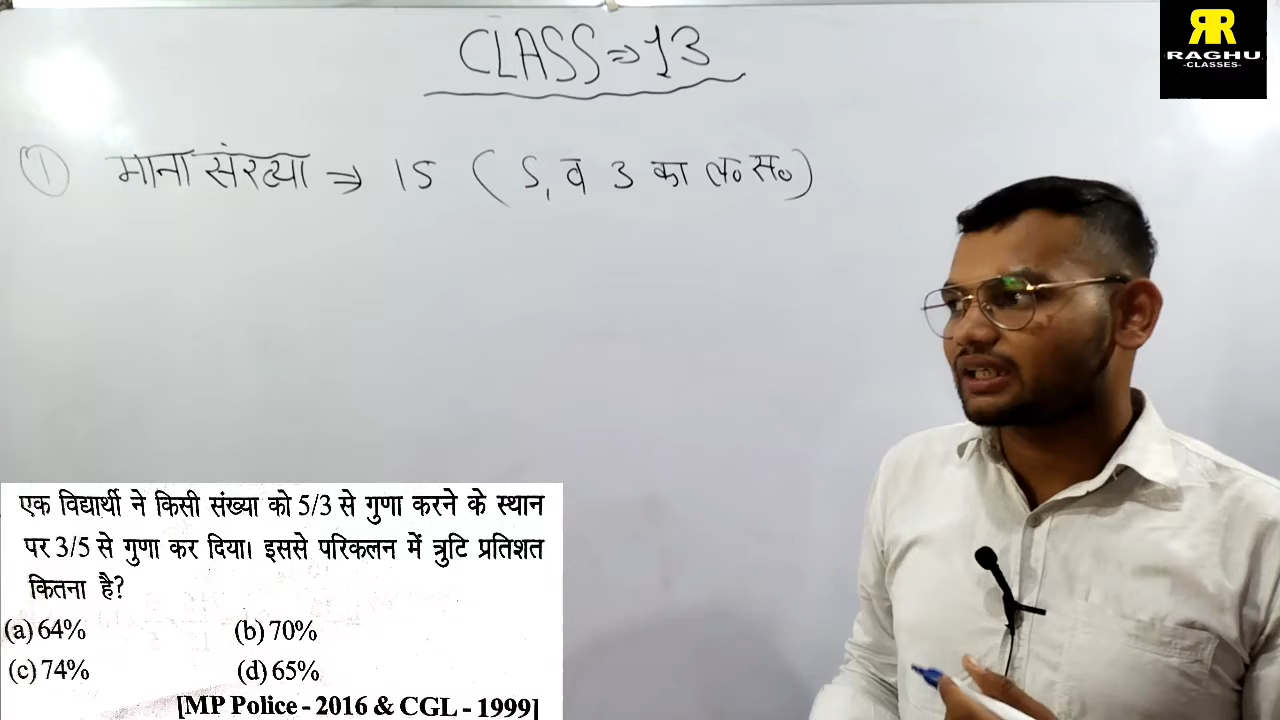 CLASS ⇒ 13
RR
RAGHU
-CLASSES-
① माना संख्या ⇒ 15 ( 5, व 3 का ल० स०)
एक विद्यार्थी ने किसी संख्या को 5/3 से गुणा करने के स्थान
पर 3/5 से गुणा कर दिया। इससे परिकलन में त्रुटि प्रतिशत
कितना है?
(a) 64% (b) 70%
(c) 74% (d) 65%
[MP Police - 2016 & CGL - 1999]